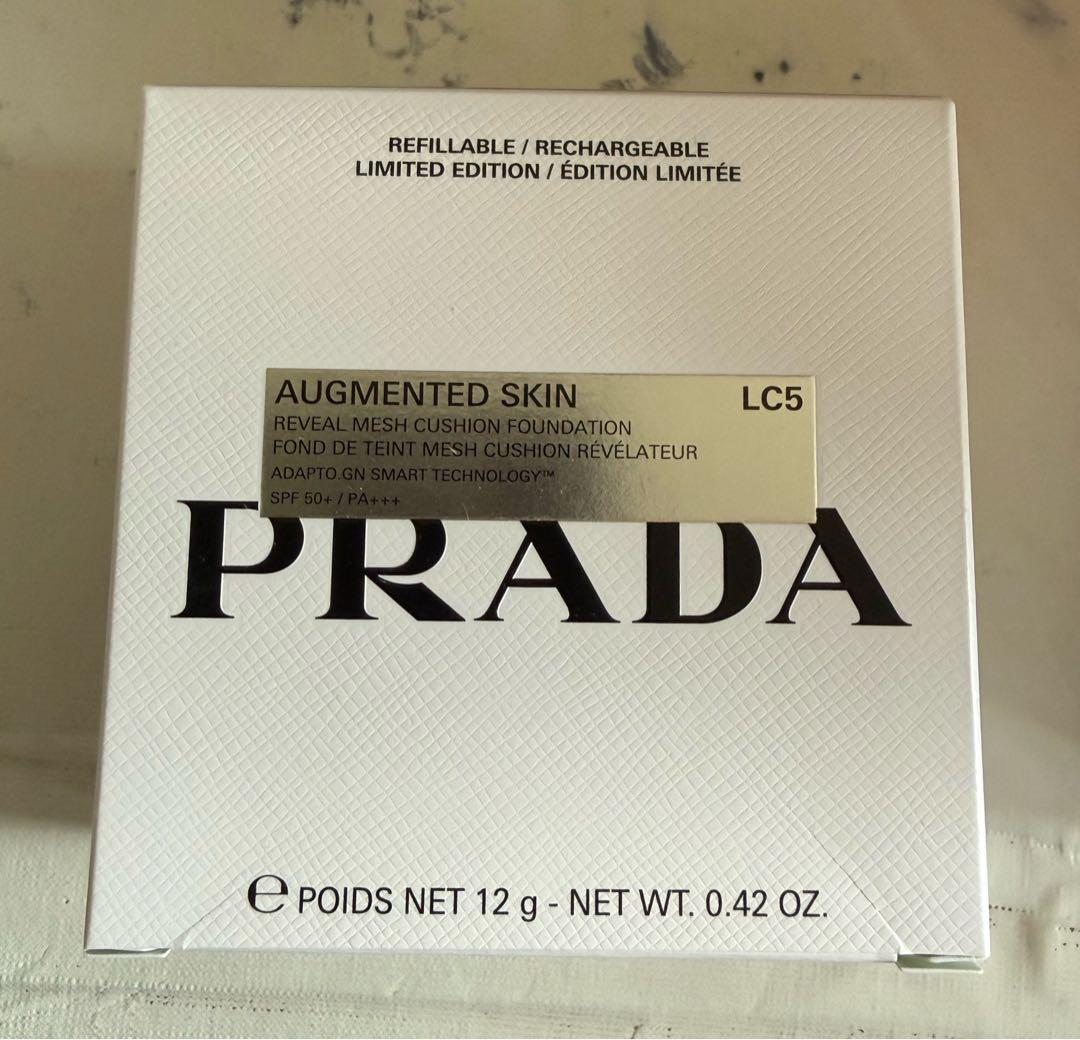 REFILLABLE / RECHARGEABLE
LIMITED EDITION / ÉDITION LIMITÉE
AUGMENTED SKIN LC5
REVEAL MESH CUSHION FOUNDATION
FOND DE TEINT MESH CUSHION RÉVÉLATEUR
ADAPTO.GN SMART TECHNOLOGY™
SPF 50+ / PA+++
PRADA
℮ POIDS NET 12 g - NET WT. 0.42 OZ.